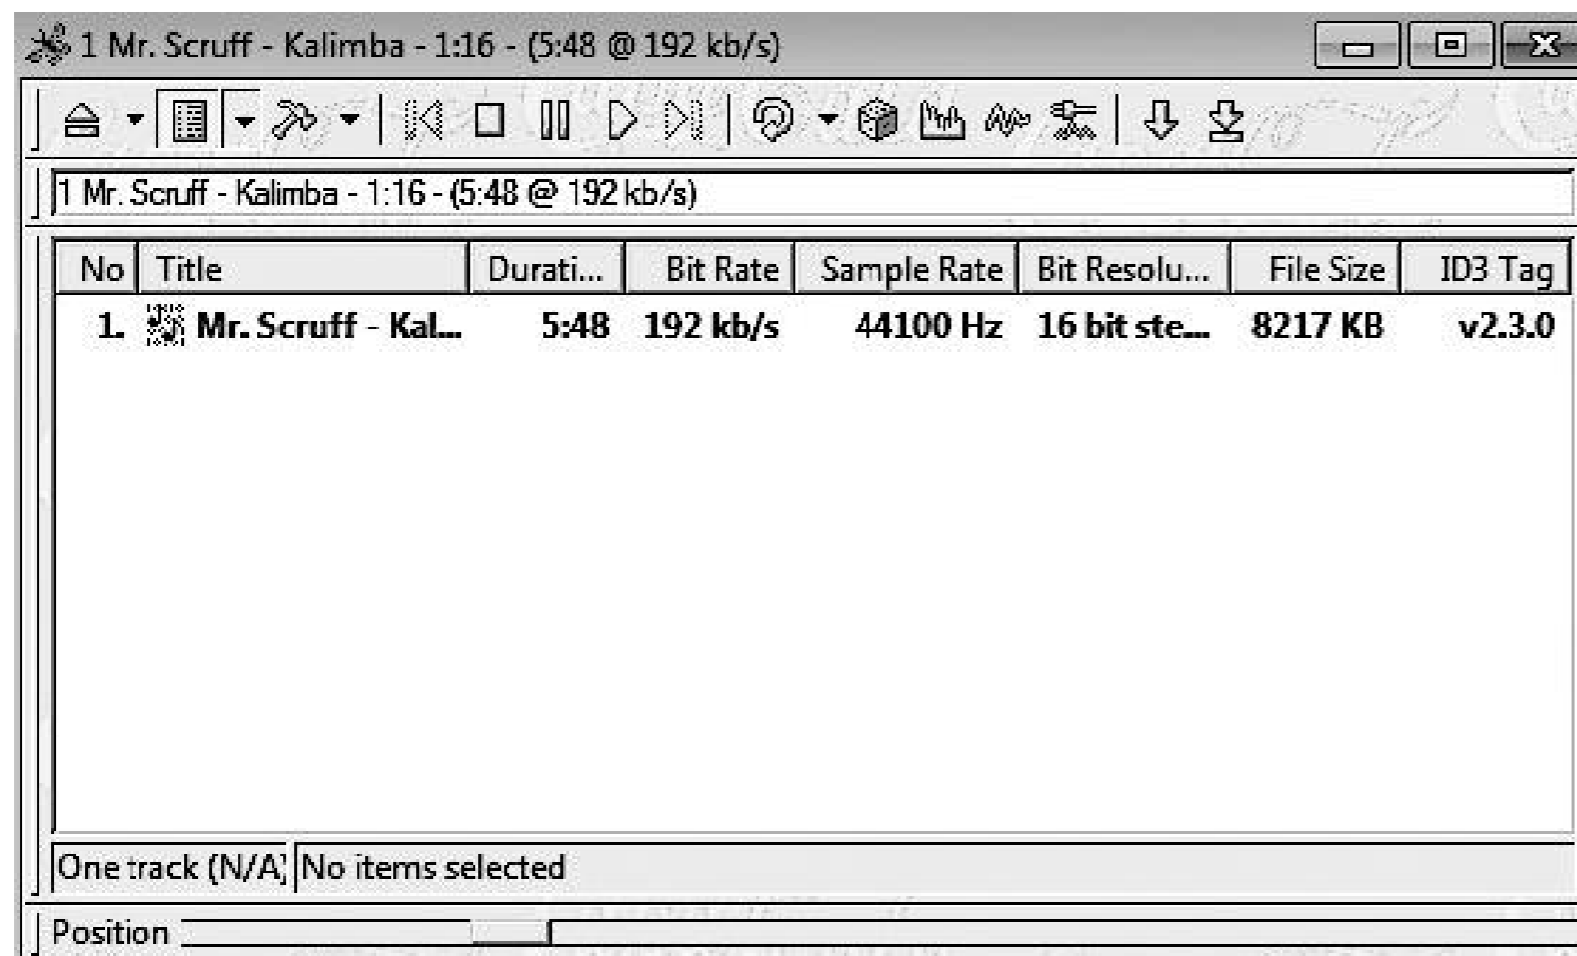 1 Mr. Scruff - Kalimba - 1:16 - (5:48 @ 192 kb/s)
1 Mr. Scruff - Kalimba - 1:16 - (5:48 @ 192 kb/s)
No Title Durati... Bit Rate Sample Rate Bit Resolu... File Size ID3 Tag
1. Mr. Scruff - Kal... 5:48 192 kb/s 44100 Hz 16 bit ste... 8217 KB v2.3.0
One track (N/A) No items selected
Position